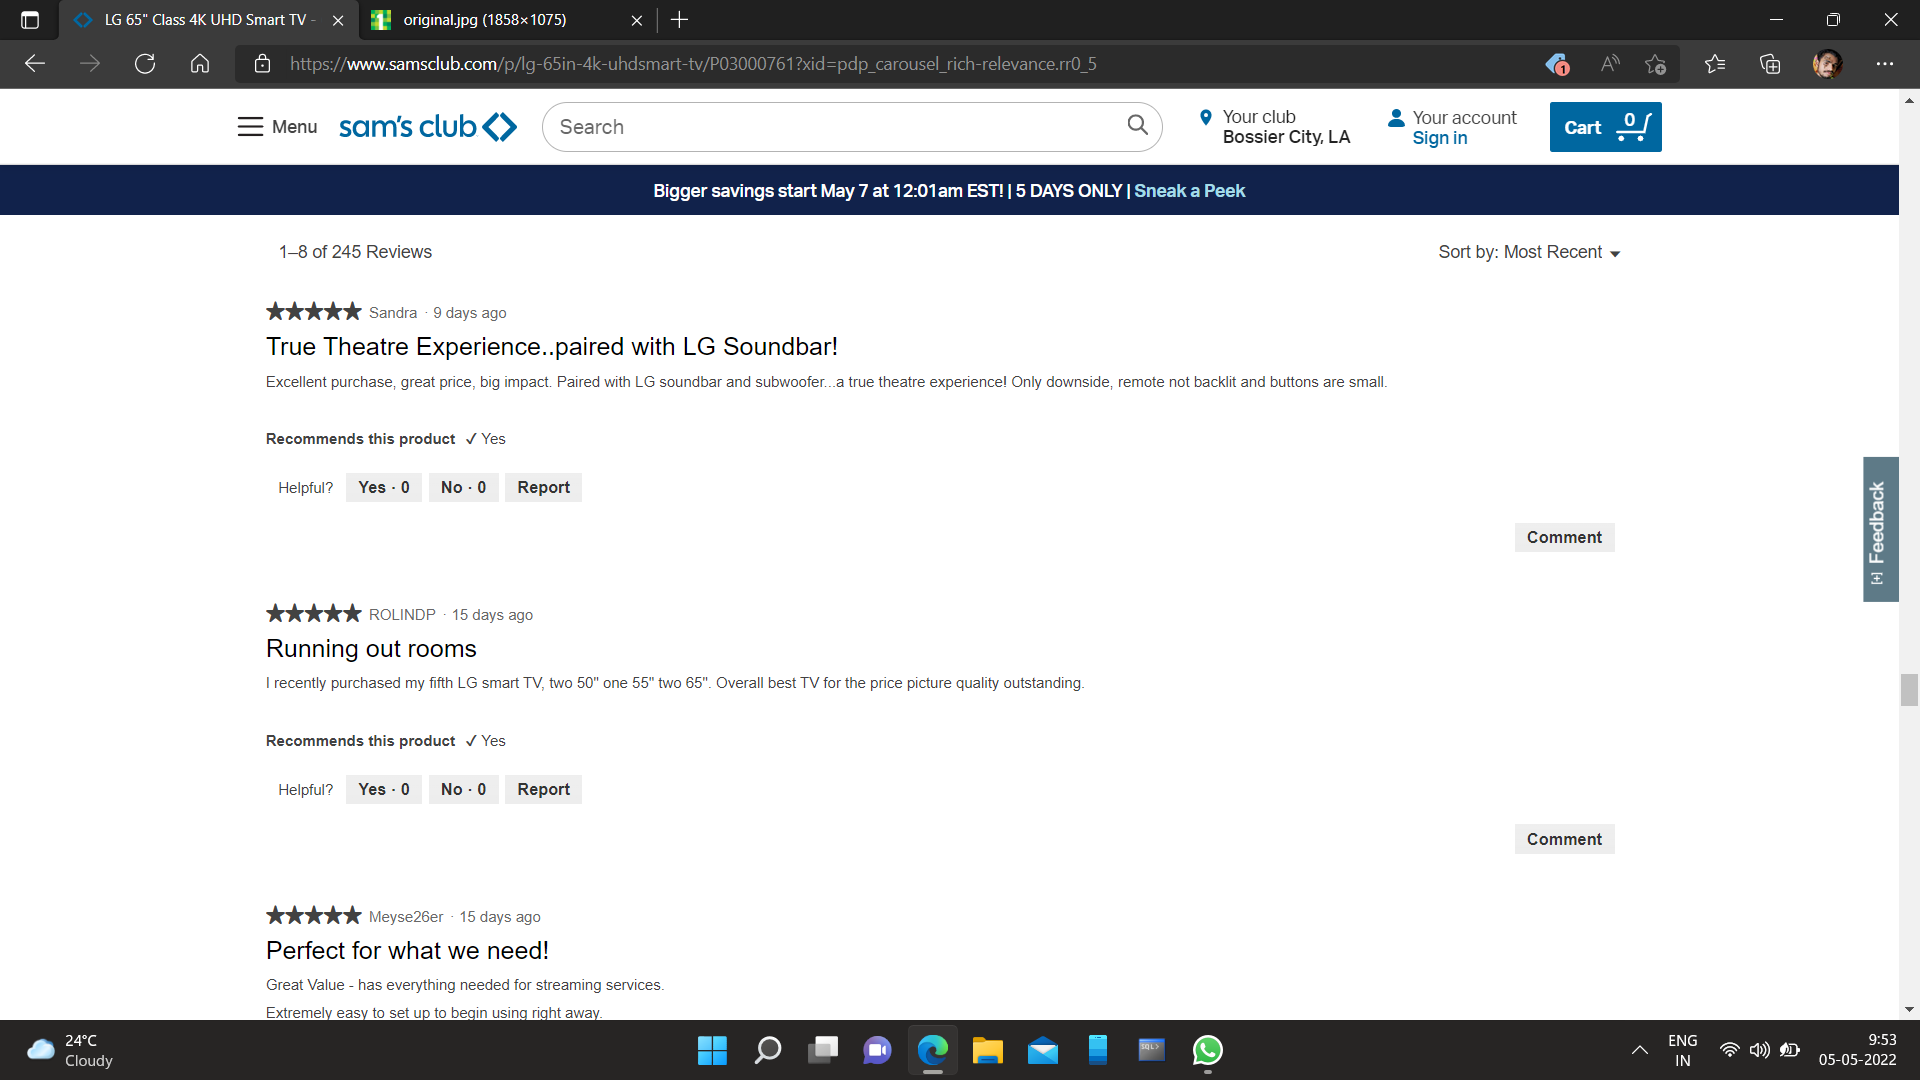 LG 65" Class 4K UHD Smart TV -
original.jpg (1858×1075)
https://www.samsclub.com/p/lg-65in-4k-uhdsmart-tv/P03000761?xid=pdp_carousel_rich-relevance.rr0_5
1
Menu
sam's club
Search
Your club
Bossier City, LA
Your account
Sign in
Cart
0
Bigger savings start May 7 at 12:01am EST! | 5 DAYS ONLY | Sneak a Peek
1–8 of 245 Reviews
Sort by: Most Recent
★★★★★ Sandra · 9 days ago
True Theatre Experience..paired with LG Soundbar!
Excellent purchase, great price, big impact. Paired with LG soundbar and subwoofer...a true theatre experience! Only downside, remote not backlit and buttons are small.
Recommends this product ✓ Yes
Helpful? Yes · 0 No · 0 Report
Comment
[+] Feedback
★★★★★ ROLINDP · 15 days ago
Running out rooms
I recently purchased my fifth LG smart TV, two 50" one 55" two 65". Overall best TV for the price picture quality outstanding.
Recommends this product ✓ Yes
Helpful? Yes · 0 No · 0 Report
Comment
★★★★★ Meyse26er · 15 days ago
Perfect for what we need!
Great Value - has everything needed for streaming services.
Extremely easy to set up to begin using right away.
24°C
Cloudy
SQL>
ENG
IN
9:53
05-05-2022